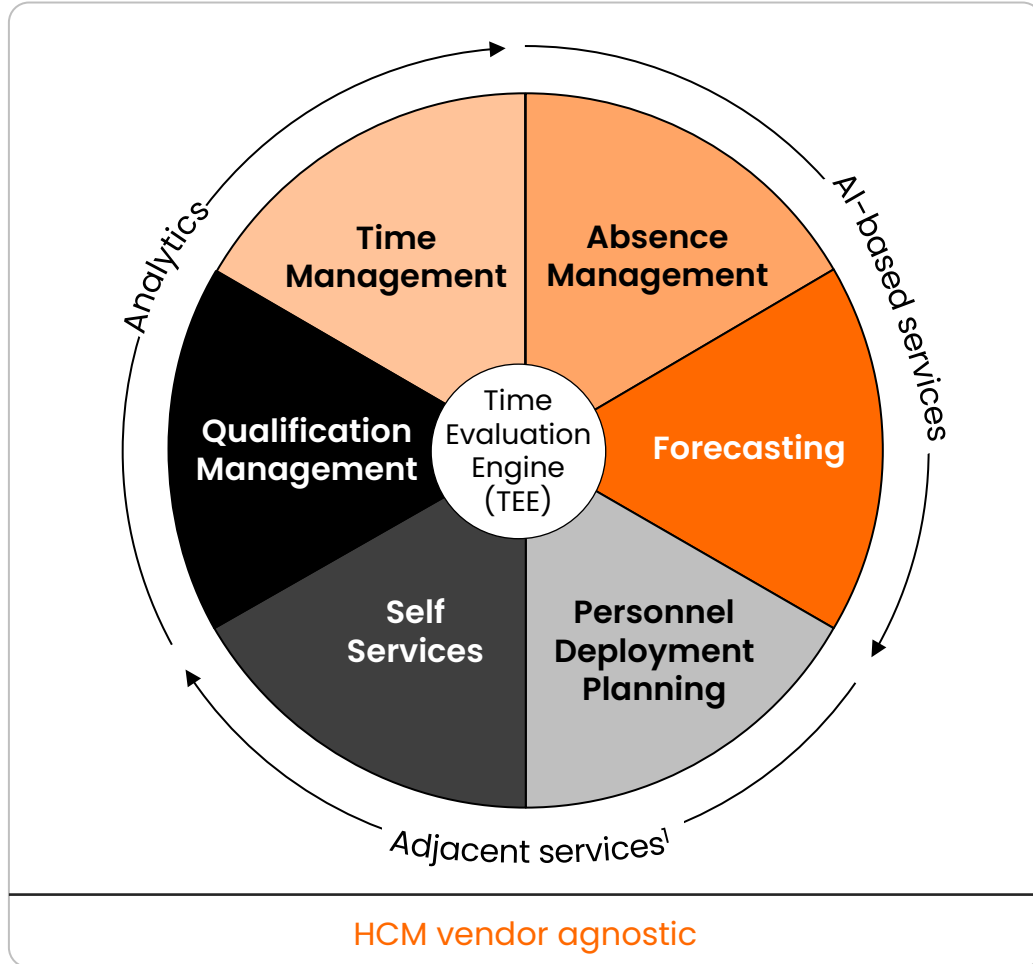 Analytics
AI-based services
Time
Management
Absence
Management
Qualification
Management
Time
Evaluation
Engine
(TEE)
Forecasting
Self
Services
Personnel
Deployment
Planning
Adjacent services¹
HCM vendor agnostic